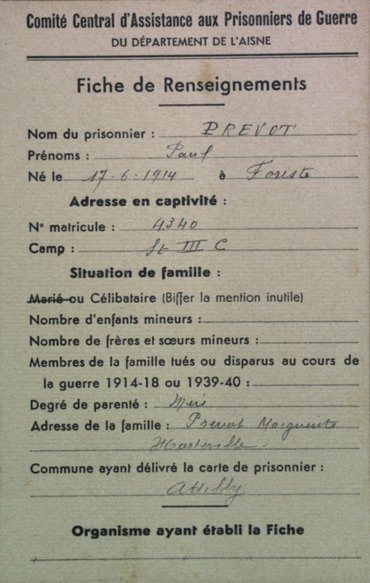 Comité Central d'Assistance aux Prisonniers de Guerre
DU DÉPARTEMENT DE L'AISNE
Fiche de Renseignements
Nom du prisonnier : PREVOT
Prénoms : Paul
Né le 17-6-1914 à Foreste
Adresse en captivité :
N° matricule : 4340
Camp : St III C
Situation de famille :
Marié ou Célibataire (Biffer la mention inutile)
Nombre d'enfants mineurs :
Nombre de frères et sœurs mineurs :
Membres de la famille tués ou disparus au cours de
la guerre 1914-18 ou 1939-40 :
Degré de parenté : Mère
Adresse de la famille : Prevot Marguerite
Commune ayant délivré la carte de prisonnier :
Attilly
Organisme ayant établi la Fiche